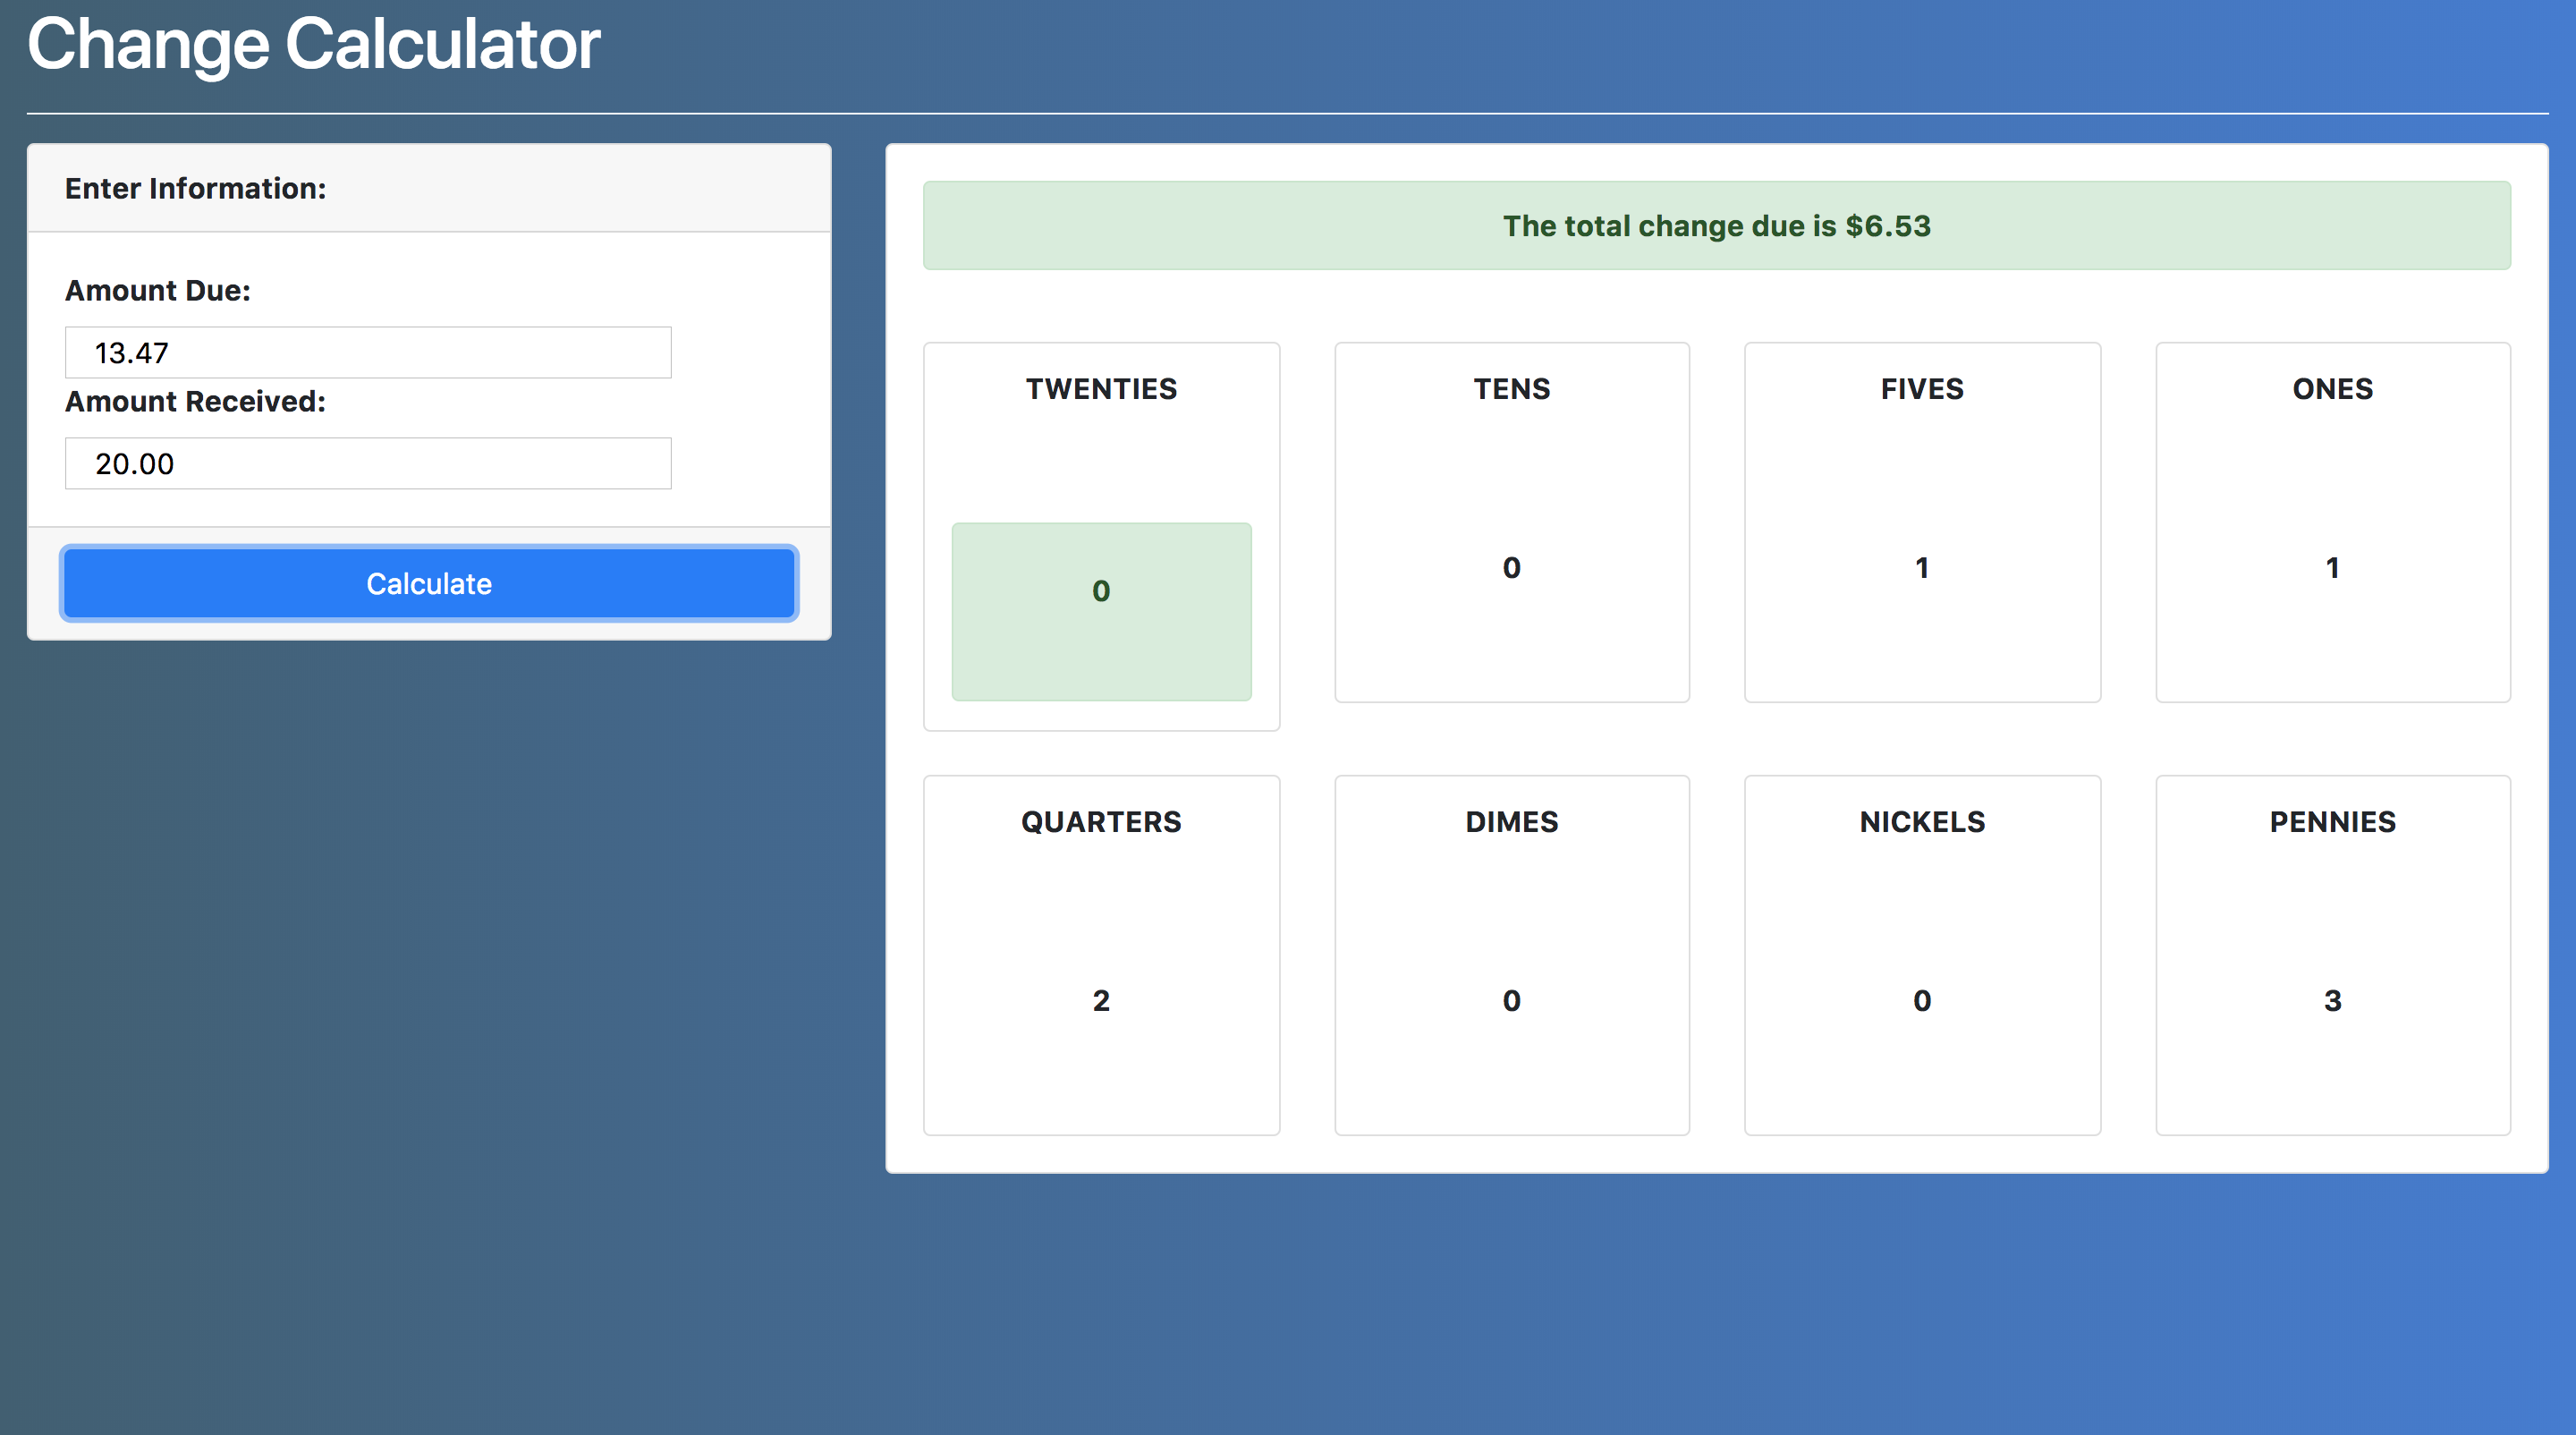 Change Calculator
Enter Information:
Amount Due:
13.47
Amount Received:
20.00
Calculate
The total change due is $6.53
TWENTIES
0
TENS
0
FIVES
1
ONES
1
QUARTERS
2
DIMES
0
NICKELS
0
PENNIES
3